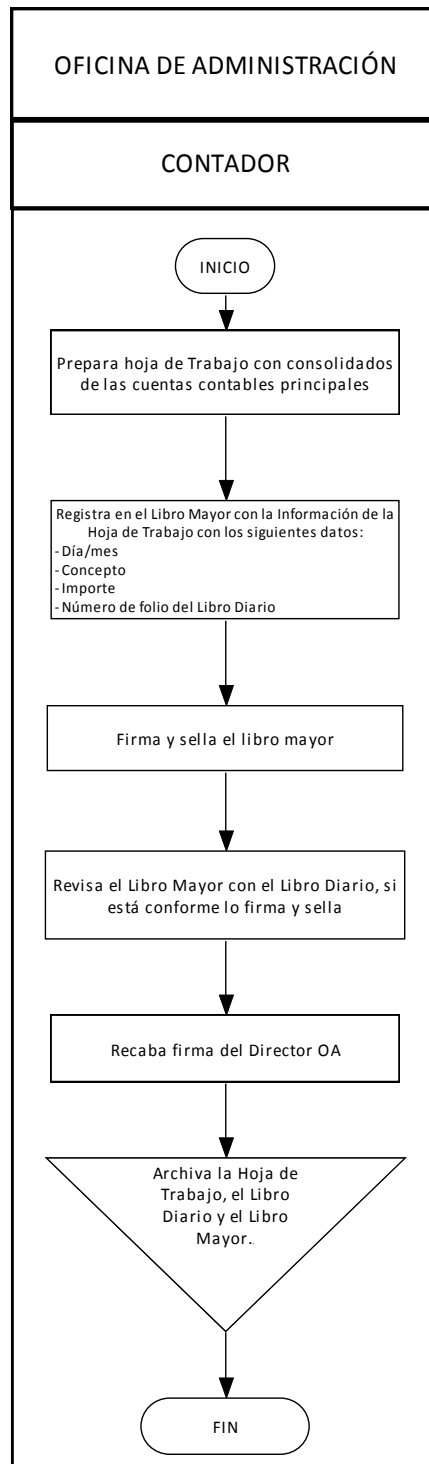 OFICINA DE ADMINISTRACIÓN
CONTADOR
INICIO
Prepara hoja de Trabajo con consolidados
de las cuentas contables principales
Registra en el Libro Mayor con la Información de la
Hoja de Trabajo con los siguientes datos:
- Día/mes
- Concepto
- Importe
- Número de folio del Libro Diario
Firma y sella el libro mayor
Revisa el Libro Mayor con el Libro Diario, si
está conforme lo firma y sella
Recaba firma del Director OA
Archiva la Hoja de
Trabajo, el Libro
Diario y el Libro
Mayor.
FIN